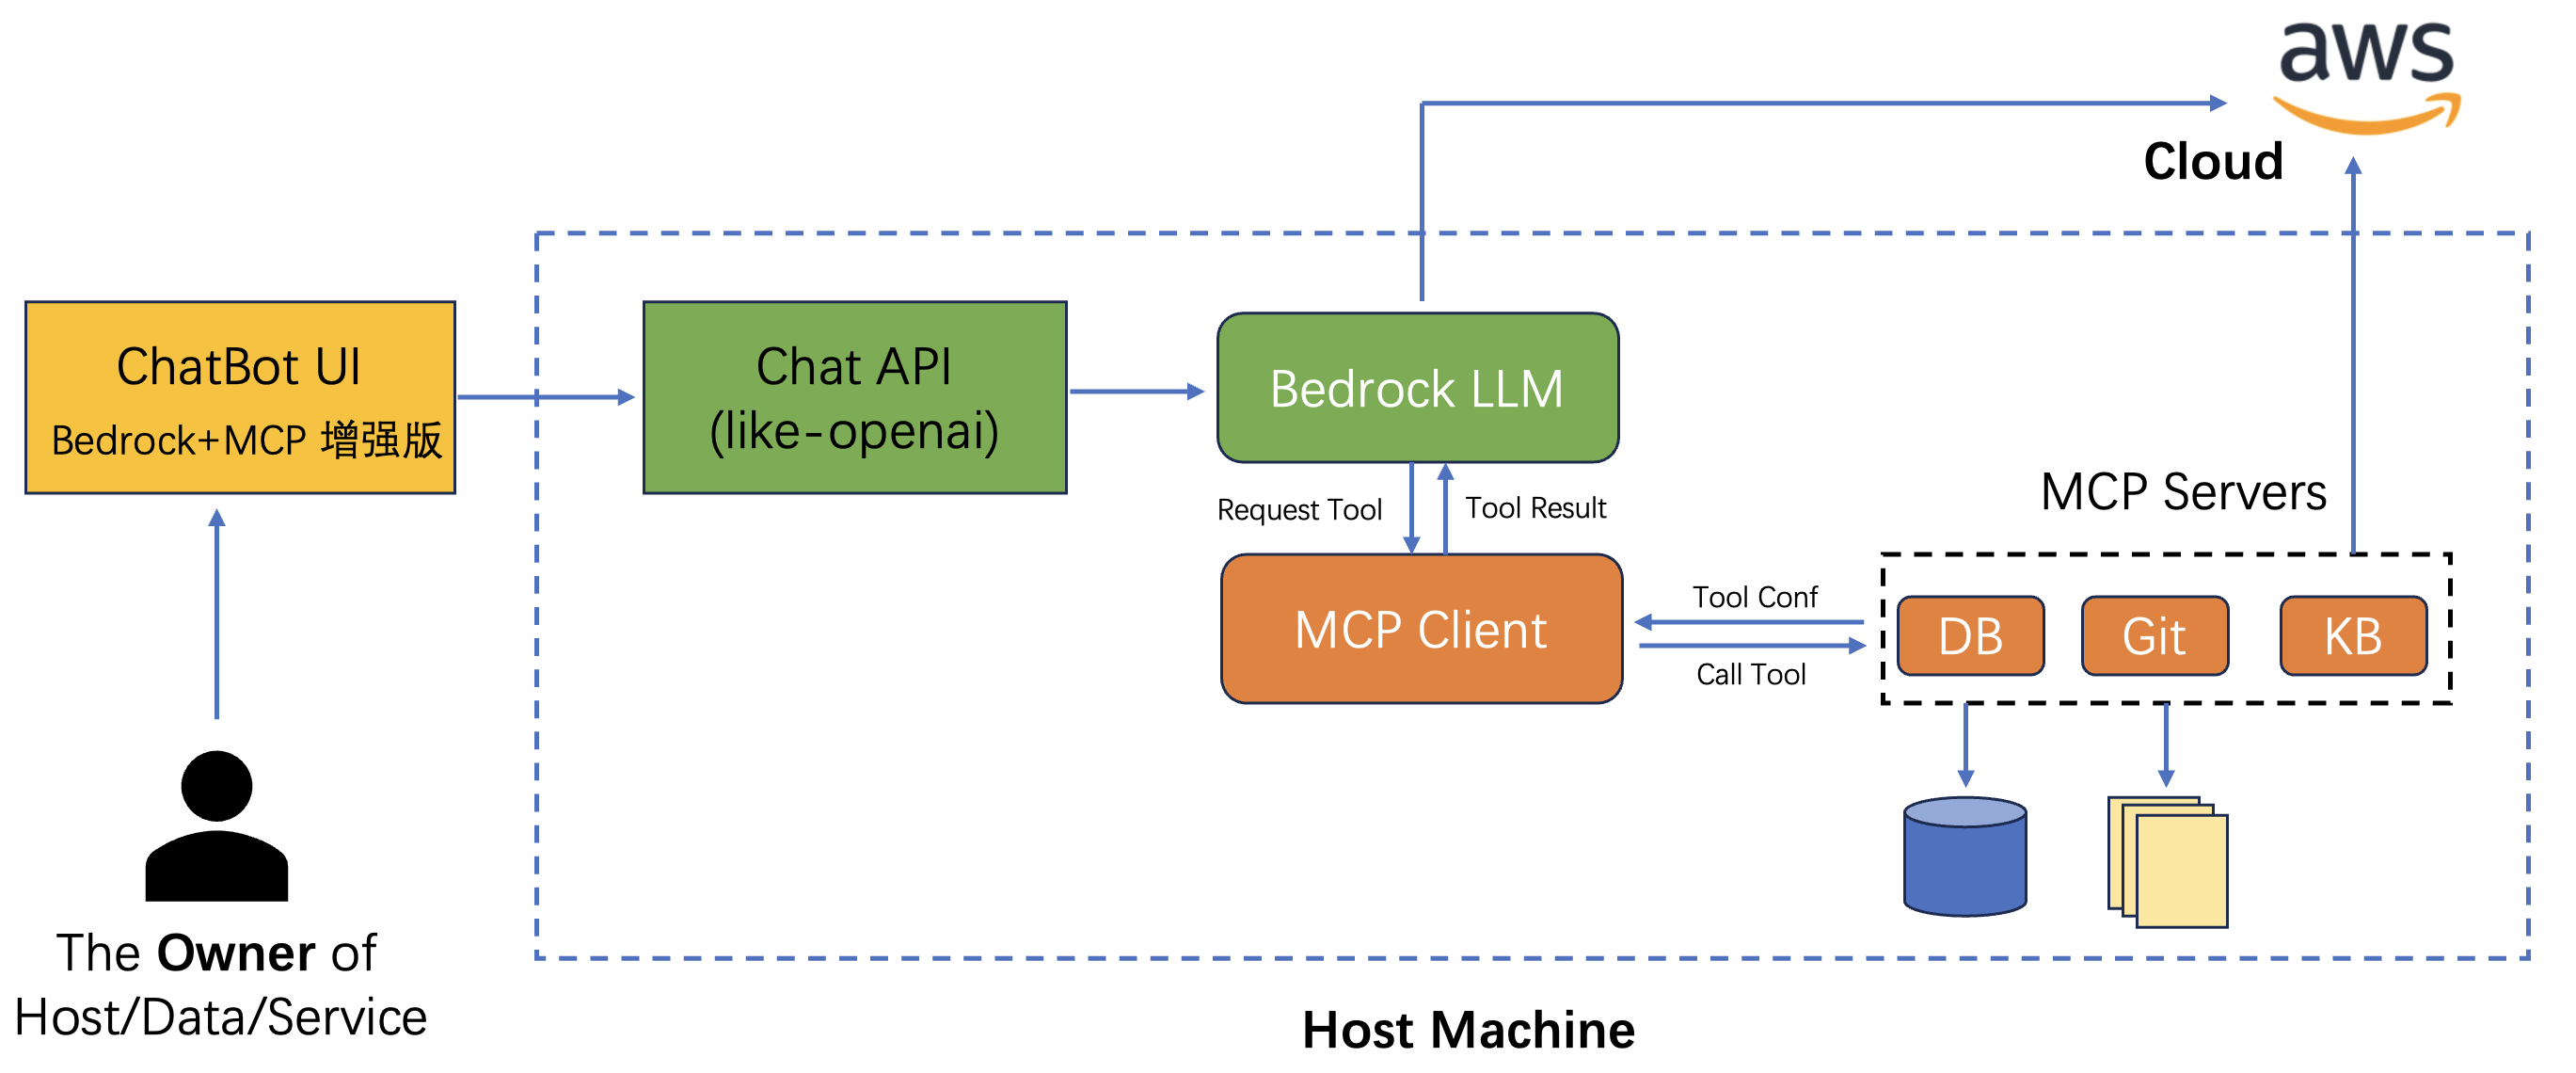 aws
Cloud
ChatBot UI
Bedrock+MCP 增强版
Chat API
(like-openai)
Bedrock LLM
Request Tool
Tool Result
MCP Servers
MCP Client
Tool Conf
Call Tool
DB
Git
KB
The Owner of
Host/Data/Service
Host Machine